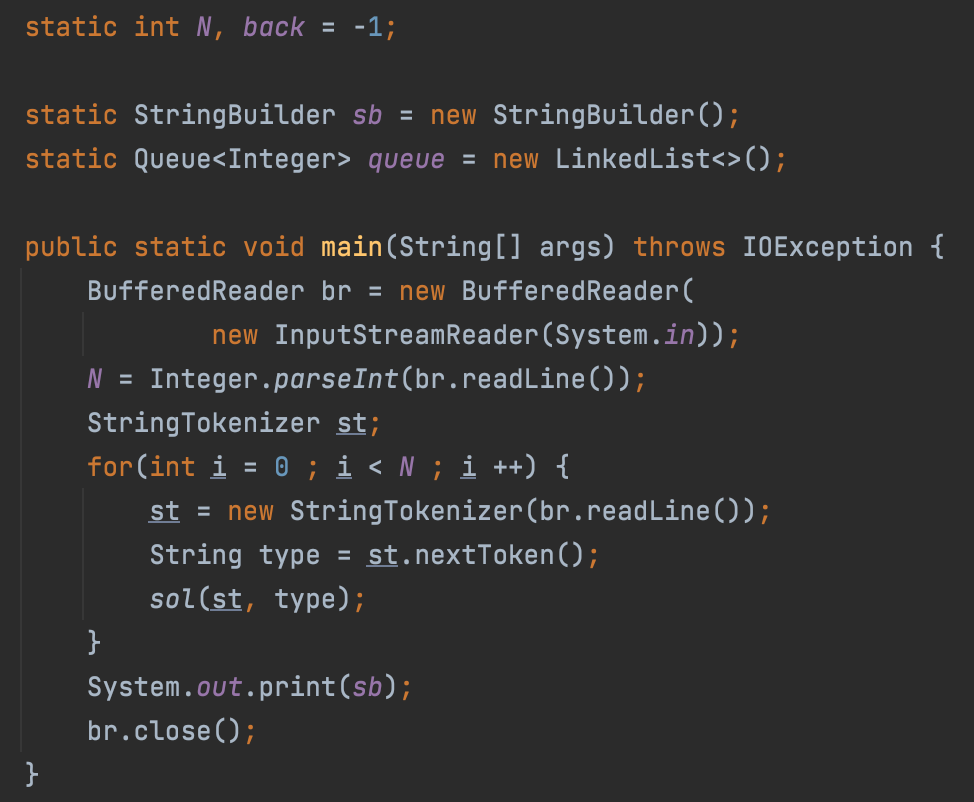 static int N, back = -1;
static StringBuilder sb = new StringBuilder();
static Queue<Integer> queue = new LinkedList<>();
public static void main(String[] args) throws IOException {
BufferedReader br = new BufferedReader(
new InputStreamReader(System.in));
N = Integer.parseInt(br.readLine());
StringTokenizer st;
for(int i = 0 ; i < N ; i ++) {
st = new StringTokenizer(br.readLine());
String type = st.nextToken();
sol(st, type);
}
System.out.print(sb);
br.close();
}